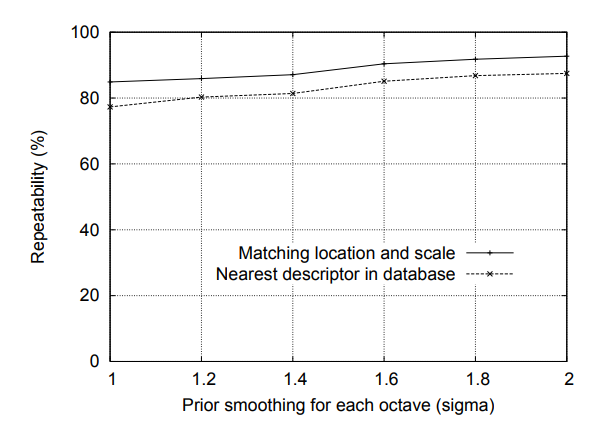 100
80
60
40
20
0
Repeatability (%)
Matching location and scale
Nearest descriptor in database
1 1.2 1.4 1.6 1.8 2
Prior smoothing for each octave (sigma)